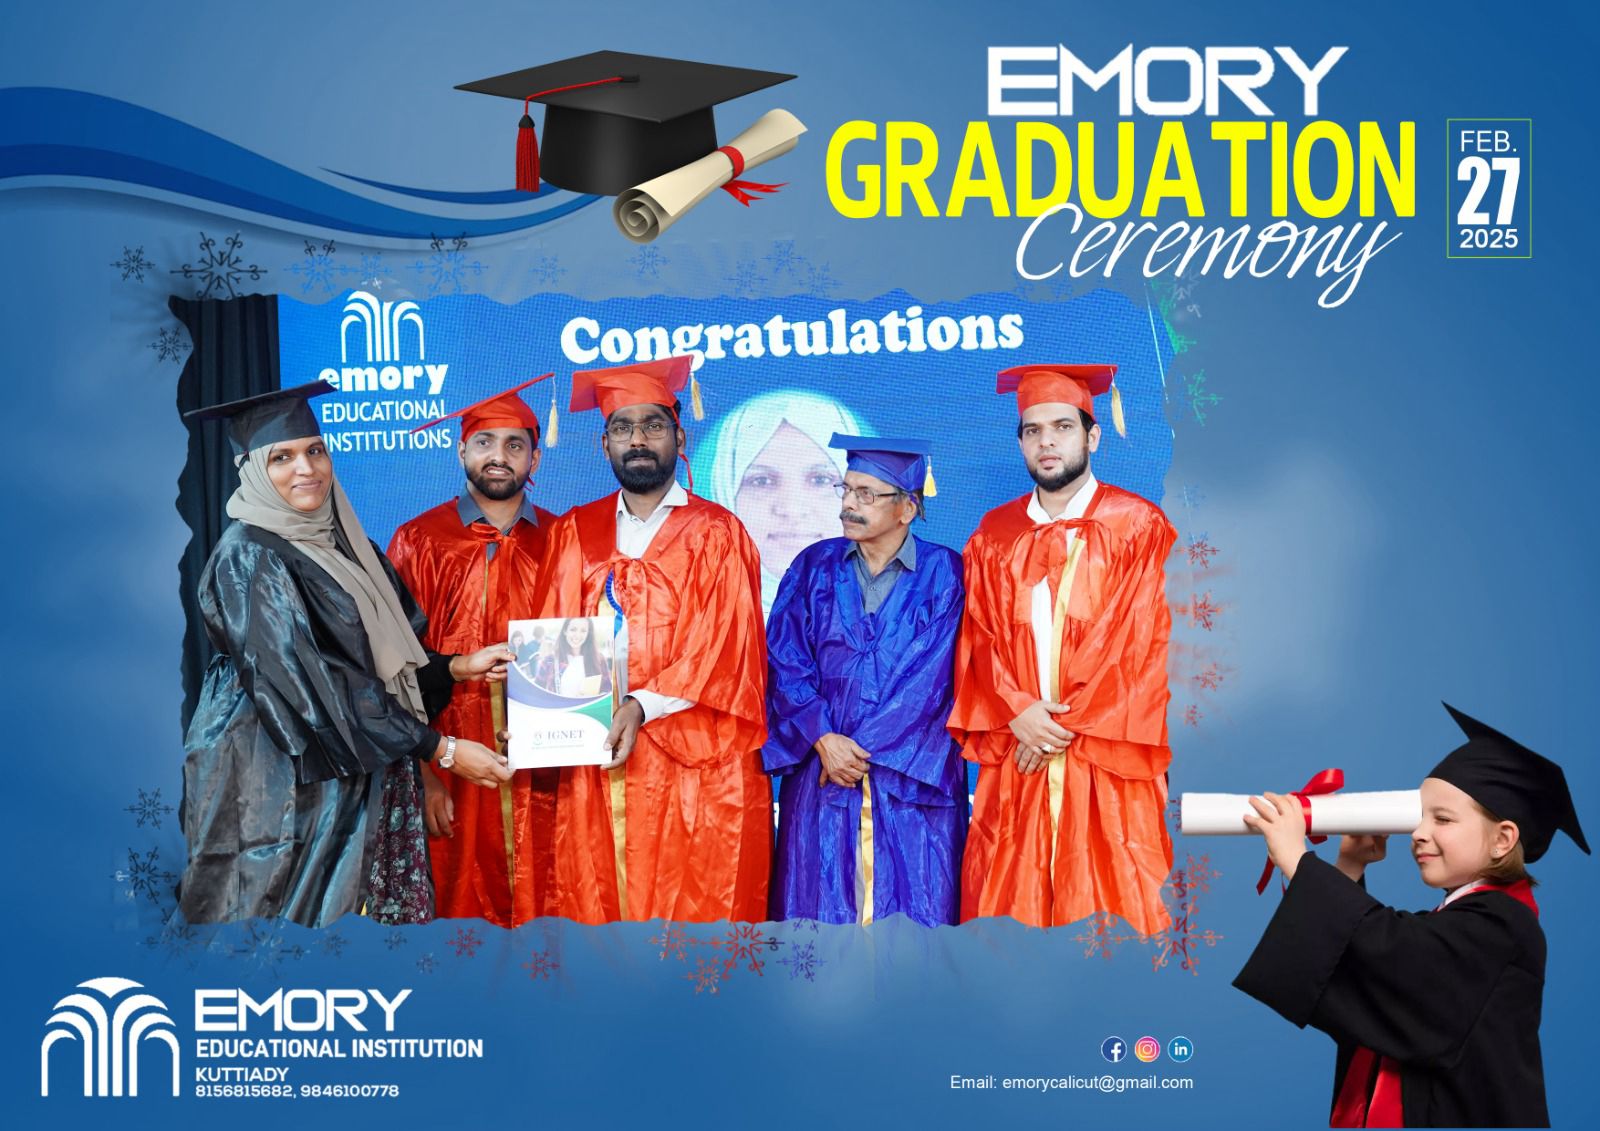 EMORY
GRADUATION
Ceremony
FEB.
27
2025
Congratulations
emory
EDUCATIONAL
INSTITUTIONS
IGNET
EMORY
EDUCATIONAL INSTITUTION
KUTTIADY
8156815682, 9846100778
Email: emorycalicut@gmail.com